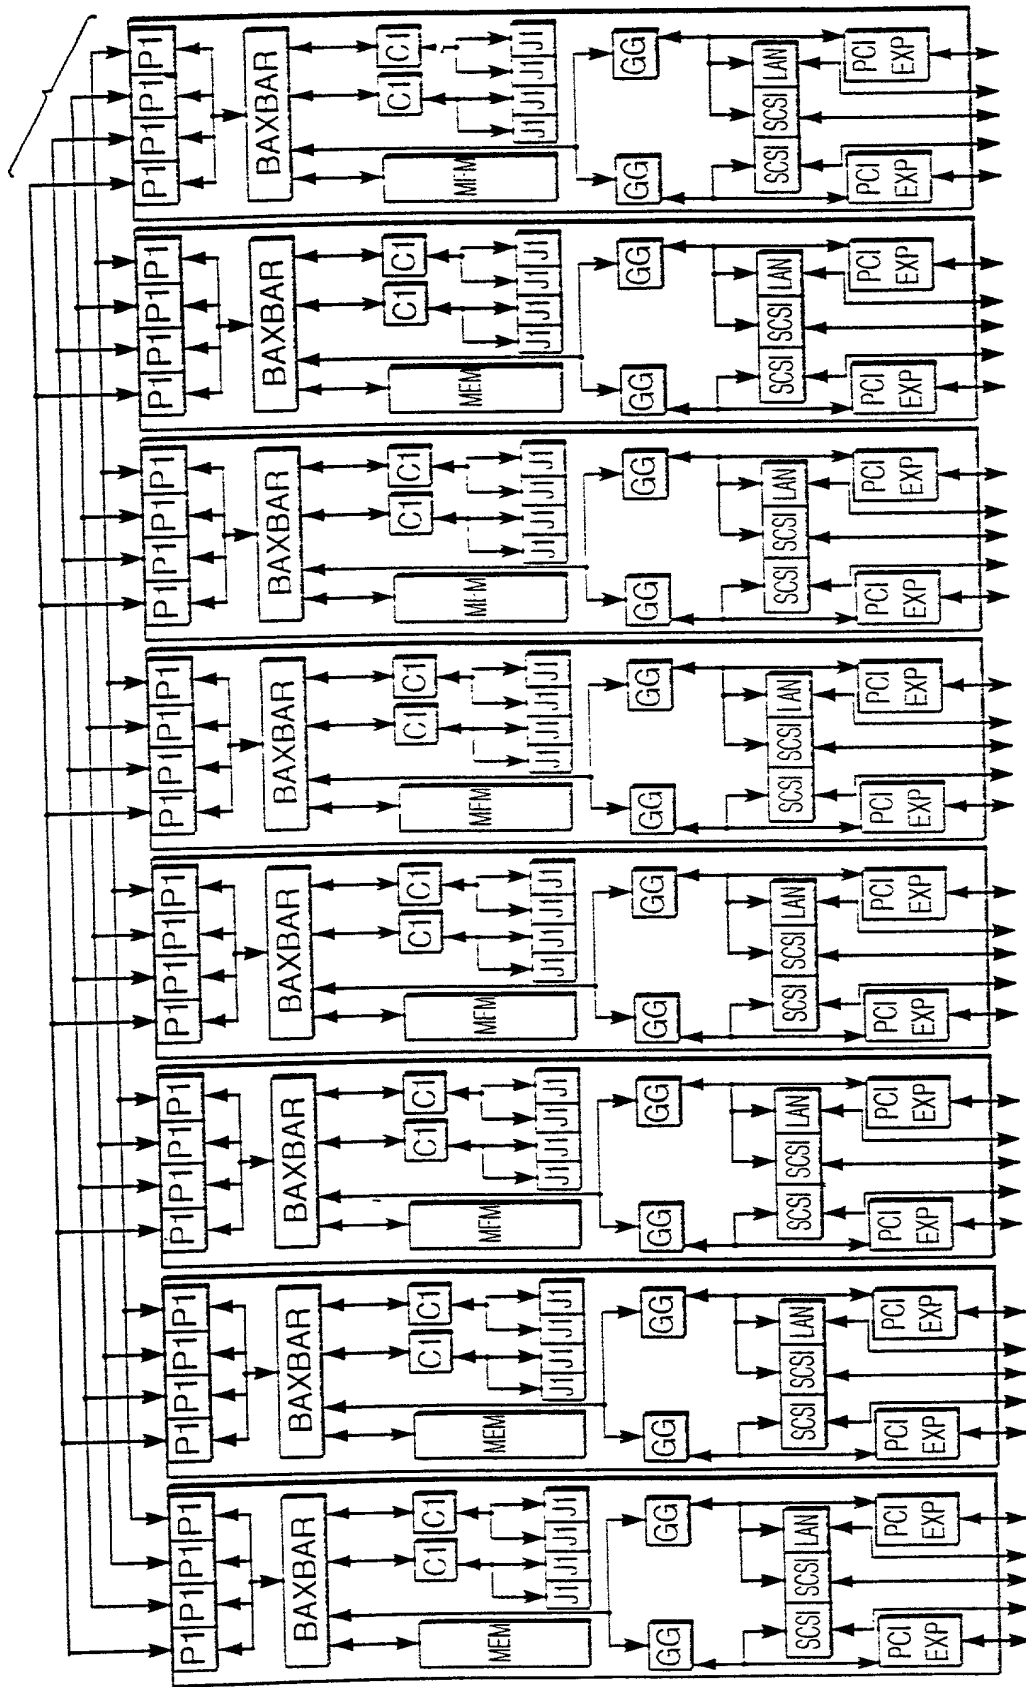 P1 P1 P1 P1
BAXBAR
MEM C1 C1
J1 J1 J1 J1
GG GG
SCSI SCSI LAN
PCI EXP
PCI EXP
P1 P1 P1 P1
BAXBAR
MEM C1 C1
J1 J1 J1 J1
GG GG
SCSI SCSI LAN
PCI EXP
PCI EXP
P1 P1 P1 P1
BAXBAR
MEM C1 C1
J1 J1 J1 J1
GG GG
SCSI SCSI LAN
PCI EXP
PCI EXP
P1 P1 P1 P1
BAXBAR
MEM C1 C1
J1 J1 J1 J1
GG GG
SCSI SCSI LAN
PCI EXP
PCI EXP
P1 P1 P1 P1
BAXBAR
MEM C1 C1
J1 J1 J1 J1
GG GG
SCSI SCSI LAN
PCI EXP
PCI EXP
P1 P1 P1 P1
BAXBAR
MEM C1 C1
J1 J1 J1 J1
GG GG
SCSI SCSI LAN
PCI EXP
PCI EXP
P1 P1 P1 P1
BAXBAR
MEM C1 C1
J1 J1 J1 J1
GG GG
SCSI SCSI LAN
PCI EXP
PCI EXP
P1 P1 P1 P1
BAXBAR
MEM C1 C1
J1 J1 J1 J1
GG GG
SCSI SCSI LAN
PCI EXP
PCI EXP